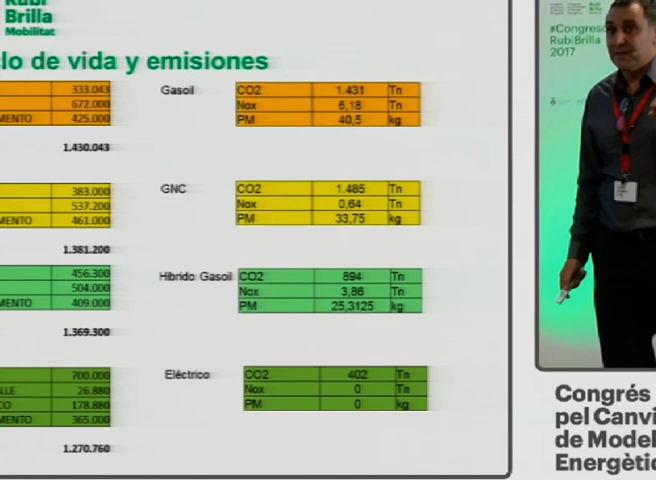 Rubí
Brilla
Mobilitat
lo de vida y emisiones
333.043
672.000
MENTO 425.000
1.430.043
Gasoil
CO2 1.431 Tn
Nox 6,18 Tn
PM 40,5 kg
383.000
537.200
MENTO 461.000
1.381.200
GNC
CO2 1.485 Tn
Nox 0,64 Tn
PM 33,75 kg
456.300
504.000
MENTO 409.000
1.369.300
Híbrido Gasoil
CO2 894 Tn
Nox 3,86 Tn
PM 25,3125 kg
700.000
LLE 26.880
CO 178.880
MENTO 365.000
1.270.760
Eléctrico
CO2 402 Tn
Nox 0 Tn
PM 0 kg
#Congreso
RubiBrilla
2017
Congrés
pel Canvi
de Model
Energètic